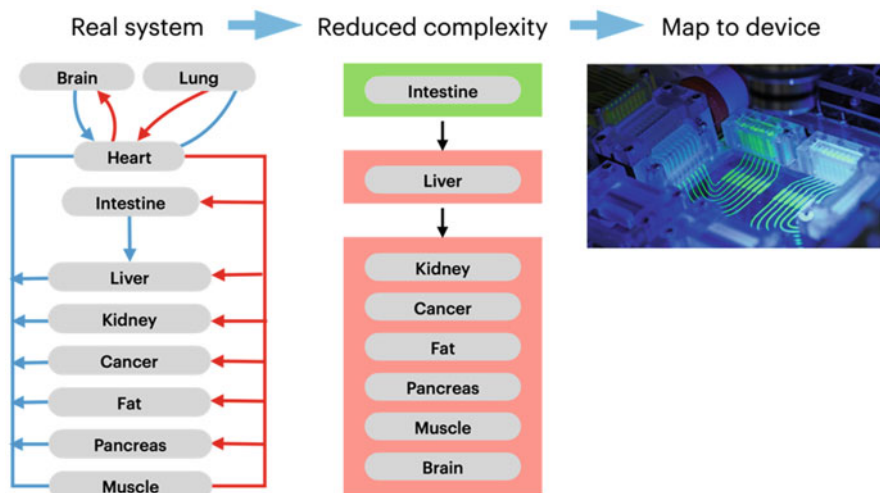 Real system
Reduced complexity
Map to device
Brain
Lung
Heart
Intestine
Liver
Kidney
Cancer
Fat
Pancreas
Muscle
Intestine
Liver
Kidney
Cancer
Fat
Pancreas
Muscle
Brain